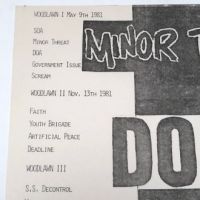 WOODLAWN I MAY 9TH 1981
SOA
MINOR THREAT
DOA
GOVERNMENT ISSUE
SCREAM
WOODLAWN II NOV. 13TH 1981
FAITH
YOUTH BRIGADE
ARTIFICIAL PEACE
DEADLINE
WOODLAWN III
S.S. DECONTROL
MINOR T
DO